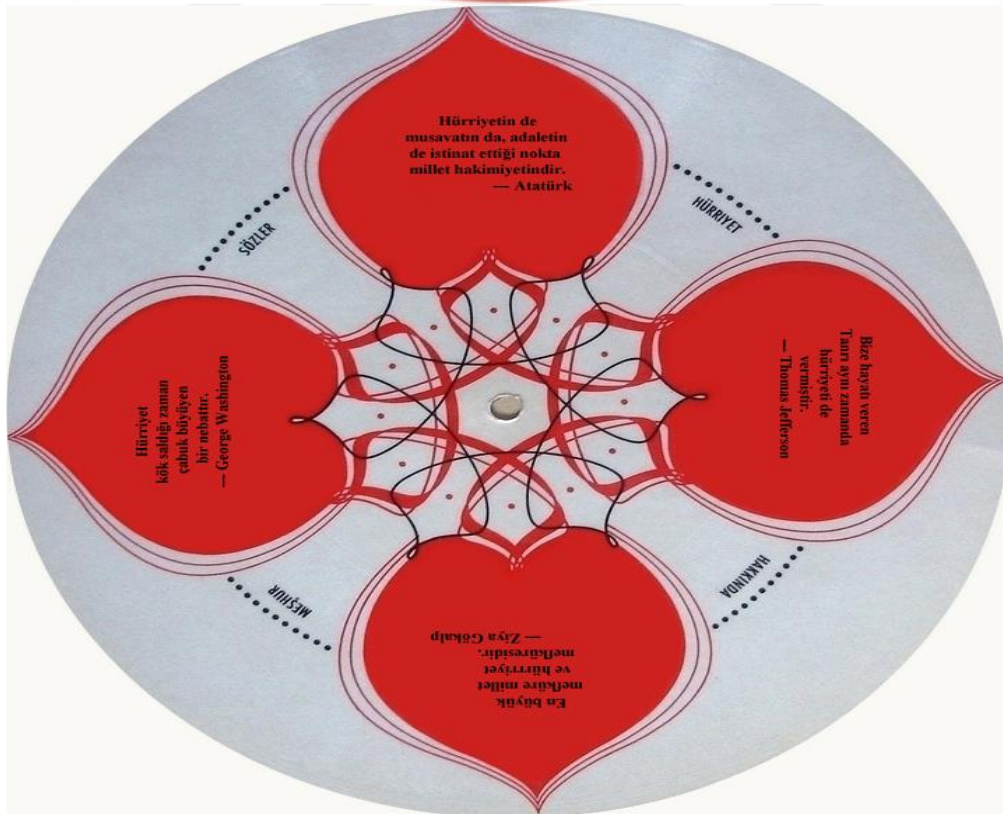 Hürriyetin de
musavatın da, adaletin
de istinat ettiği nokta
millet hakimiyetindir.
— Atatürk
HÜRRİYET
Bize hayatı veren
Tanrı aynı zamanda
hürriyeti de
vermiştir.
— Thomas Jefferson
HAKKINDA
En büyük
mefkûre millet
ve hürrriyet
mefkûresidir.
— Ziya Gökalp
MEŞHUR
Hürriyet
kök saldığı zaman
çabuk büyüyen
bir nebattır.
— George Washington
SÖZLER